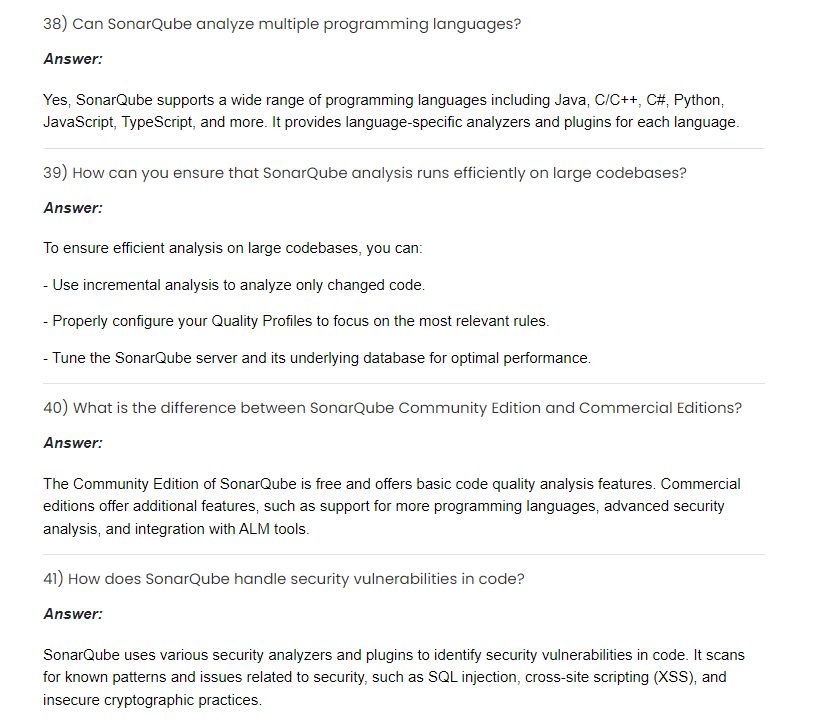 38) Can SonarQube analyze multiple programming languages?
Answer:
Yes, SonarQube supports a wide range of programming languages including Java, C/C++, C#, Python,
JavaScript, TypeScript, and more. It provides language-specific analyzers and plugins for each language.
39) How can you ensure that SonarQube analysis runs efficiently on large codebases?
Answer:
To ensure efficient analysis on large codebases, you can:
- Use incremental analysis to analyze only changed code.
- Properly configure your Quality Profiles to focus on the most relevant rules.
- Tune the SonarQube server and its underlying database for optimal performance.
40) What is the difference between SonarQube Community Edition and Commercial Editions?
Answer:
The Community Edition of SonarQube is free and offers basic code quality analysis features. Commercial
editions offer additional features, such as support for more programming languages, advanced security
analysis, and integration with ALM tools.
41) How does SonarQube handle security vulnerabilities in code?
Answer:
SonarQube uses various security analyzers and plugins to identify security vulnerabilities in code. It scans
for known patterns and issues related to security, such as SQL injection, cross-site scripting (XSS), and
insecure cryptographic practices.